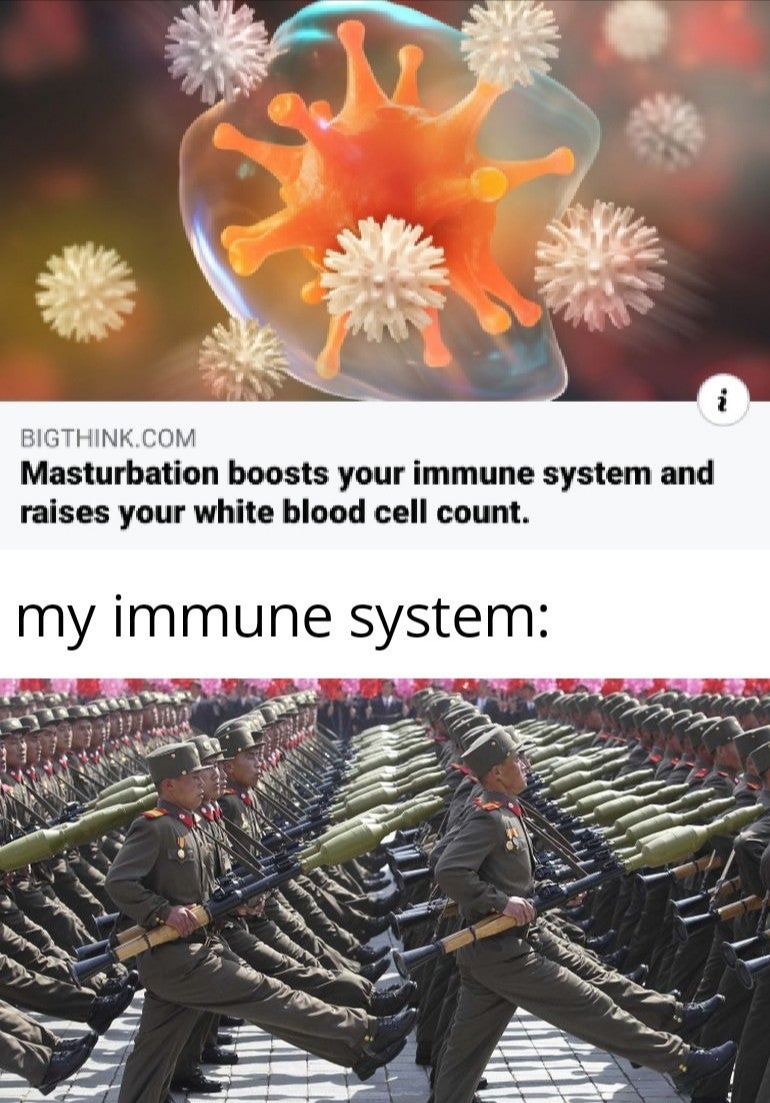 i
BIGTHINK.COM
Masturbation boosts your immune system and
raises your white blood cell count.
my immune system: